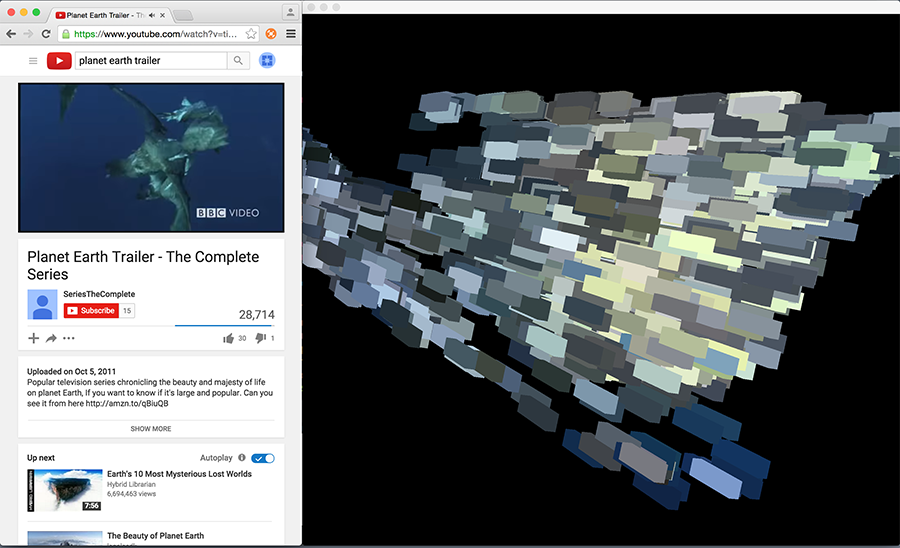 Planet Earth Trailer - Th
https://www.youtube.com/watch?v=ti...
planet earth trailer
BBC VIDEO
Planet Earth Trailer - The Complete
Series
SeriesTheComplete
Subscribe 15
28,714
30 1
Uploaded on Oct 5, 2011
Popular television series chronicling the beauty and majesty of life
on planet Earth, If you want to know if it's large and popular. Can you
see it from here http://amzn.to/qBiuQB
SHOW MORE
Up next Autoplay
Earth's 10 Most Mysterious Lost Worlds
Hybrid Librarian
6,694,463 views
7:56
The Beauty of Planet Earth